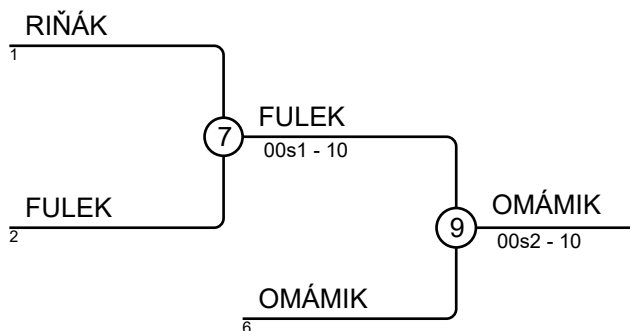 RIŇÁK
1
7
FULEK
00s1 - 10
FULEK
2
9
OMÁMIK
00s2 - 10
OMÁMIK
6